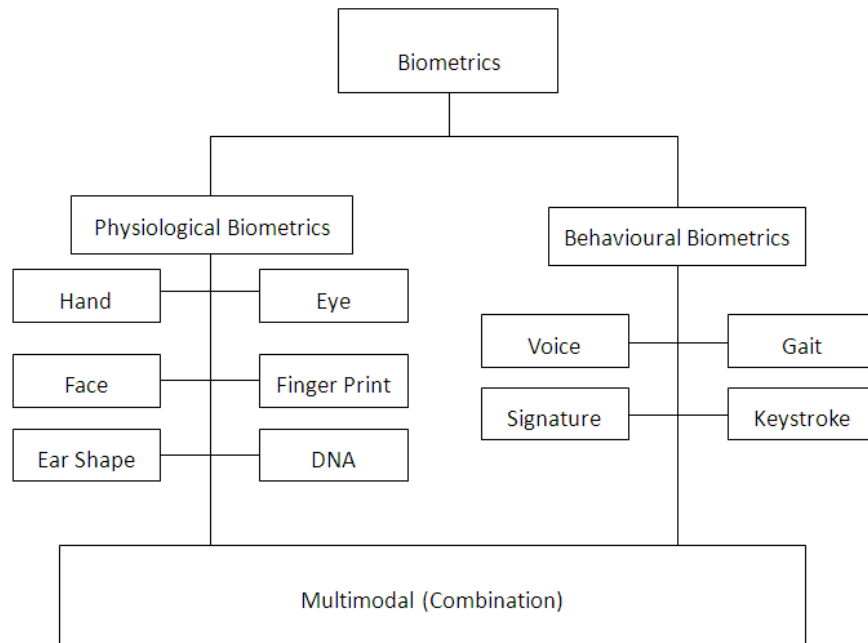 Biometrics
Physiological Biometrics
Behavioural Biometrics
Hand
Eye
Voice
Gait
Face
Finger Print
Signature
Keystroke
Ear Shape
DNA
Multimodal (Combination)